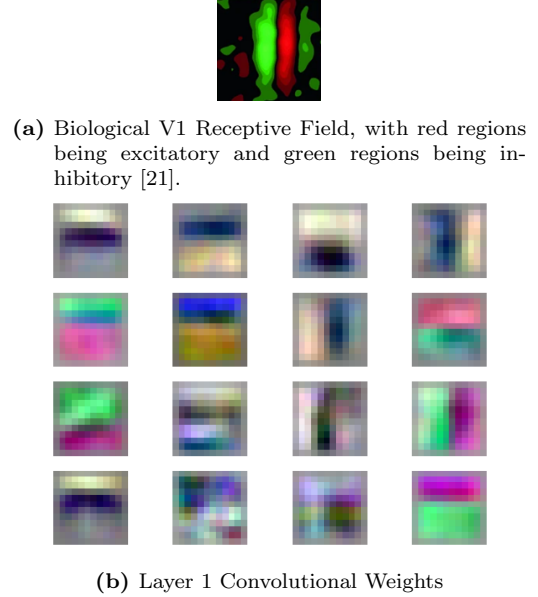 (a) Biological V1 Receptive Field, with red regions
being excitatory and green regions being in-
hibitory [21].
(b) Layer 1 Convolutional Weights